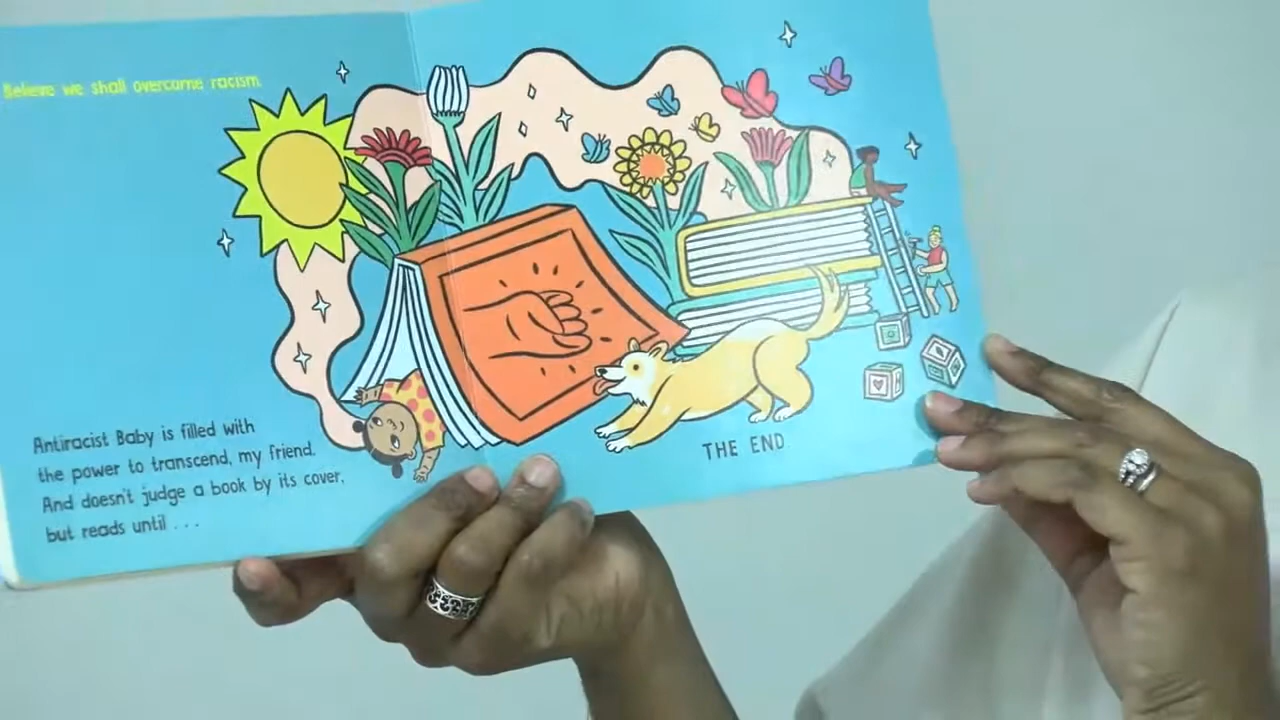 Believe we shall overcome racism.
Antiracist Baby is filled with
the power to transcend, my friend.
And doesn't judge a book by its cover,
but reads until . . .
THE END